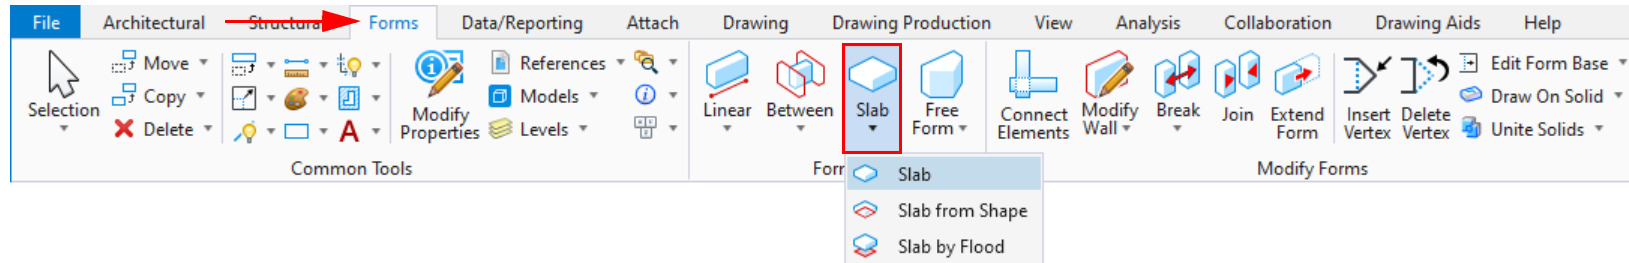 File Architectural Structural Forms Data/Reporting Attach Drawing Drawing Production View Analysis Collaboration Drawing Aids Help
Selection
Move
Copy
Delete
Modify
Properties
References
Models
Levels
Common Tools
Linear
Between
Slab
Free
Form
For
Slab
Slab from Shape
Slab by Flood
Connect
Elements
Modify
Wall
Break
Join
Extend
Form
Insert
Vertex
Delete
Vertex
Edit Form Base
Draw On Solid
Unite Solids
Modify Forms